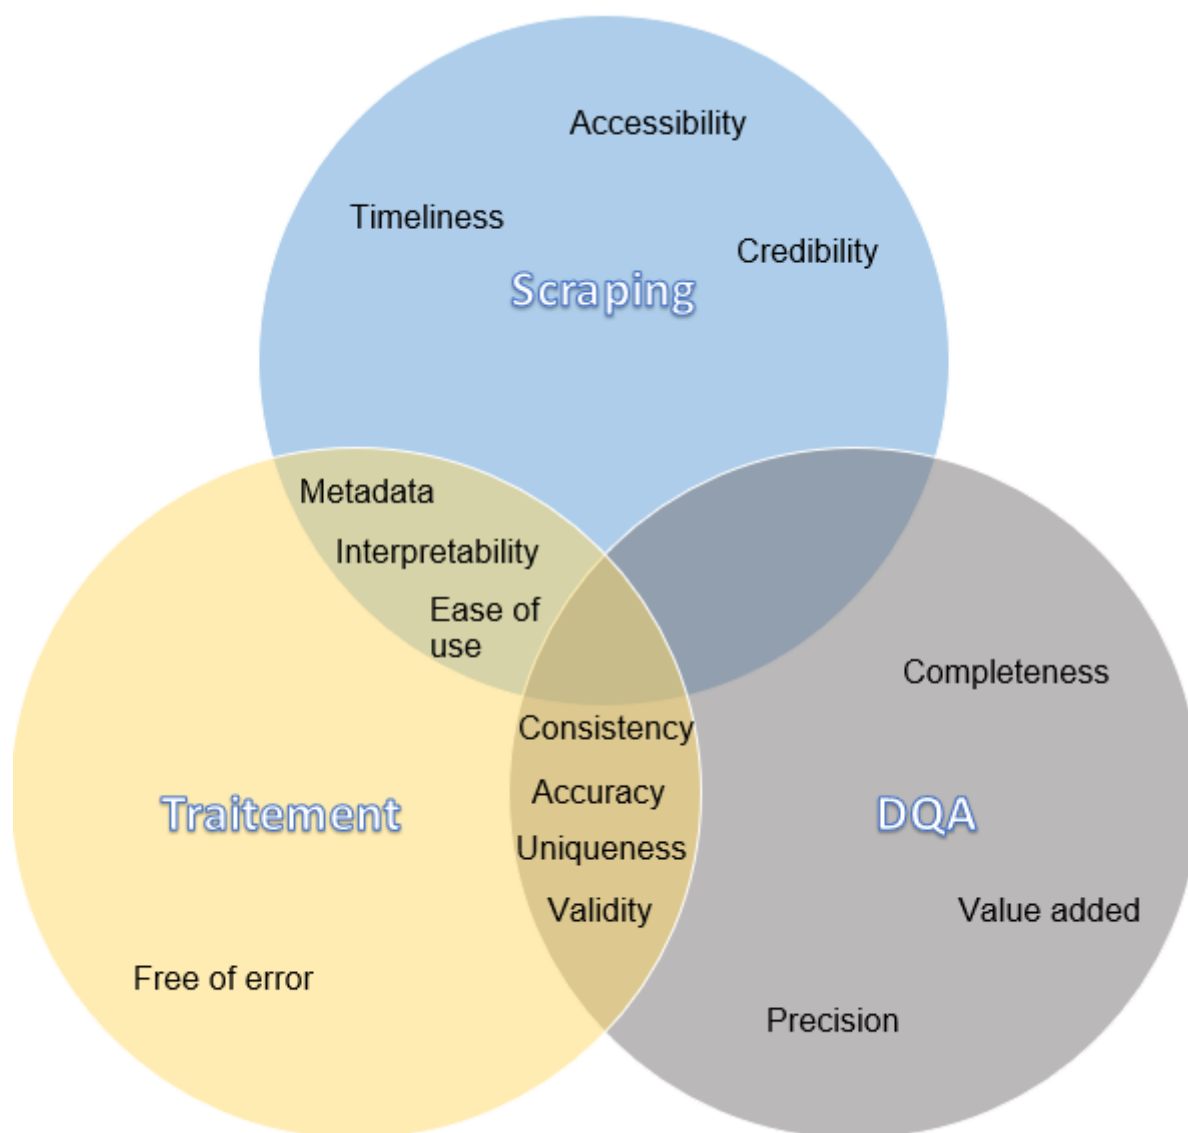 Accessibility
Timeliness
Credibility
Scraping
Metadata
Interpretability
Ease of
use
Completeness
Consistency
Accuracy
Traitement
DQA
Uniqueness
Validity
Value added
Free of error
Precision